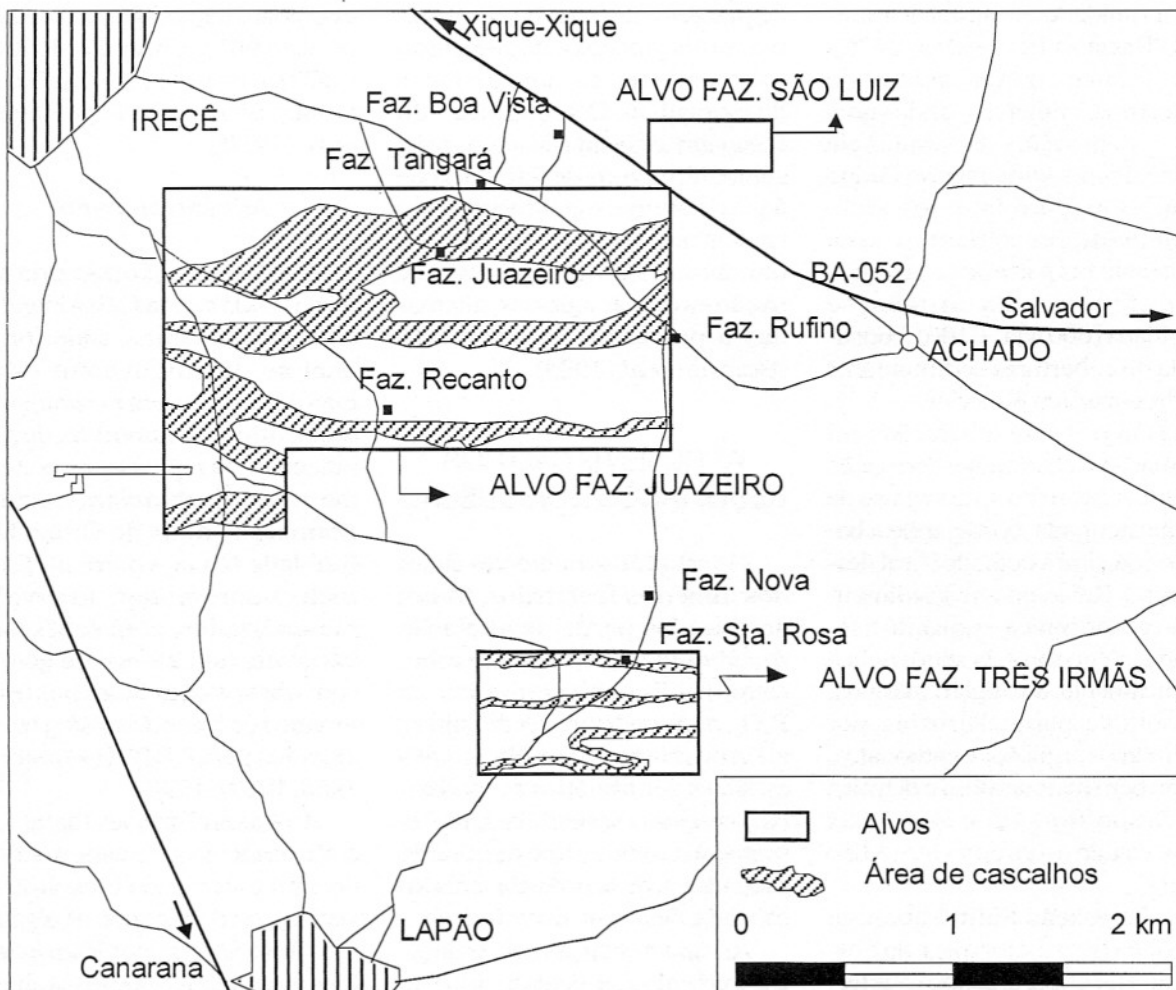 Xique-Xique
ALVO FAZ. SÃO LUIZ
Faz. Boa Vista
IRECÊ
Faz. Tangará
Faz. Juazeiro
BA-052
Salvador
Faz. Rufino
ACHADO
Faz. Recanto
ALVO FAZ. JUAZEIRO
Faz. Nova
Faz. Sta. Rosa
ALVO FAZ. TRÊS IRMÃS
Alvos
Área de cascalhos
0 2 km
LAPÃO
Canarana